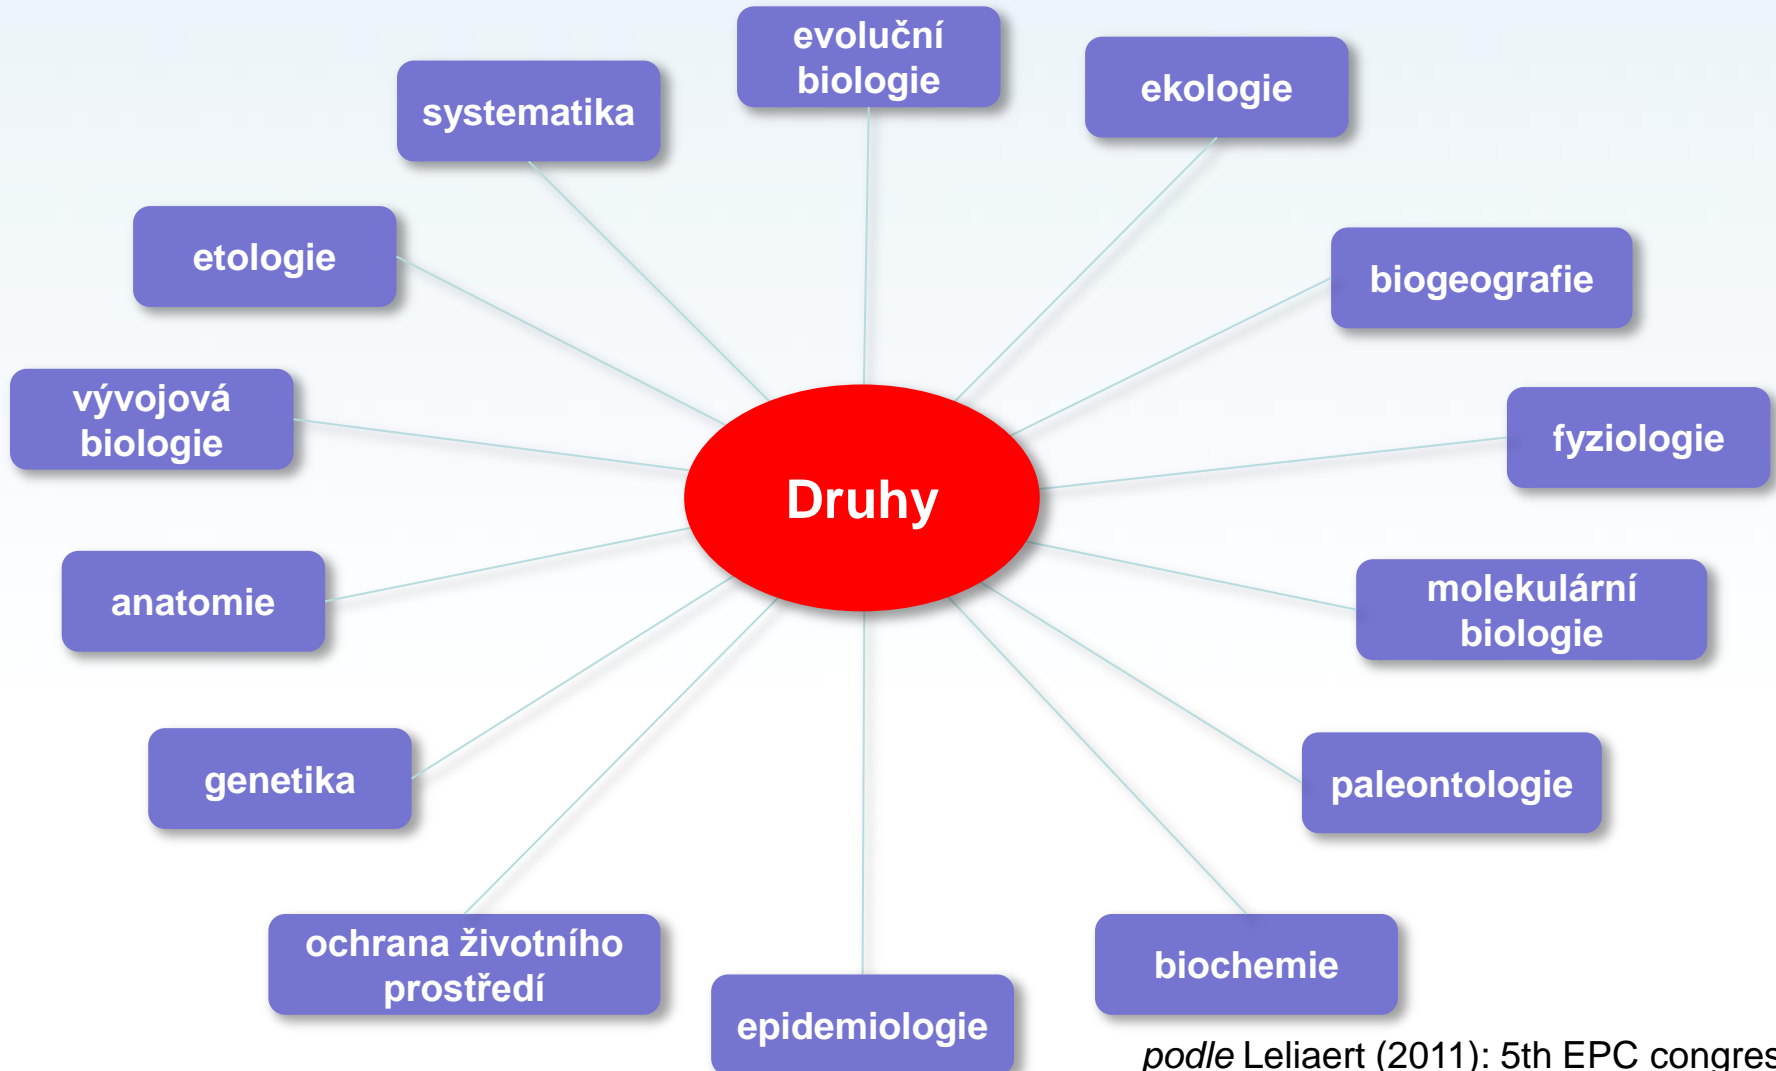 evoluční
biologie
ekologie
systematika
etologie
biogeografie
vývojová
biologie
fyziologie
Druhy
anatomie
molekulární
biologie
genetika
paleontologie
ochrana životního
prostředí
biochemie
epidemiologie
podle Leliaert (2011): 5th EPC congres